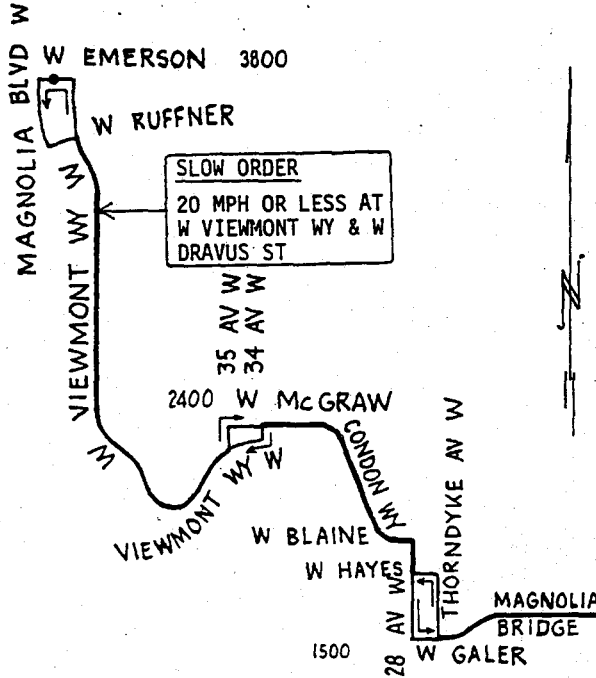 MAGNOLIA BLVD W
W EMERSON 3800
W RUFFNER
SLOW ORDER
20 MPH OR LESS AT
W VIEWMONT WY & W
DRAVUS ST
VIEWMONT WY W
W
35 AV W
34 AV W
N
2400 W McGRAW
W
VIEWMONT WY
CONDON WY
W
THORNDYKE AV W
W BLAINE
W HAYES
28 AV W
MAGNOLIA
BRIDGE
1500
W GALER